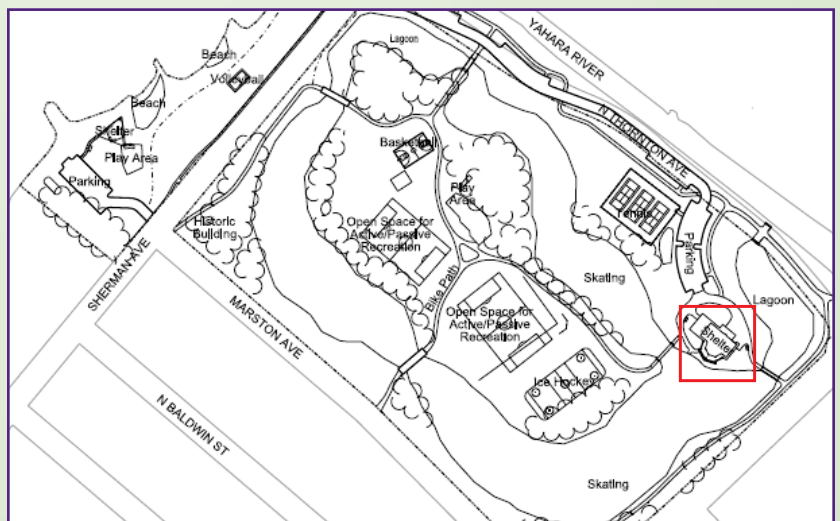 Lagoon
YAHARA RIVER
Beach
Volleyball
Beach
N THORNTON AVE
Shelter
Play Area
Basketball
Parking
Play
Area
Tennis
Historic
Building
Open Space for
Active/Passive
Recreation
Parking
SHERMAN AVE
Skating
Bike Path
MARSTON AVE
Lagoon
Open Space for
Active/Passive
Recreation
Shelter
Ice Hockey
N BALDWIN ST
Skating